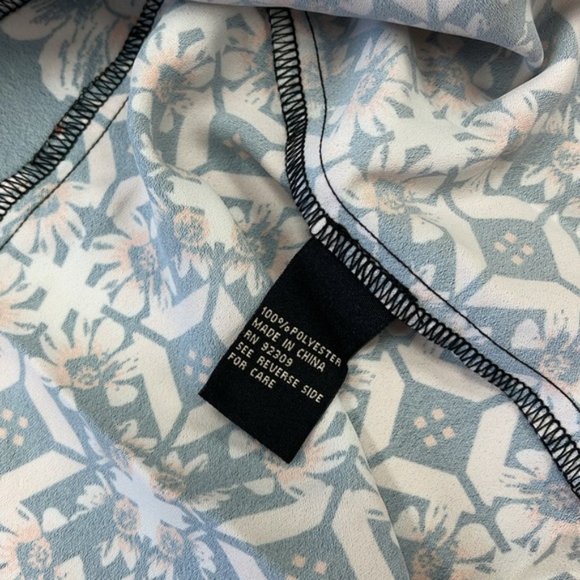 100%POLYESTER
MADE IN CHINA
RN 92309
SEE REVERSE SIDE
FOR CARE